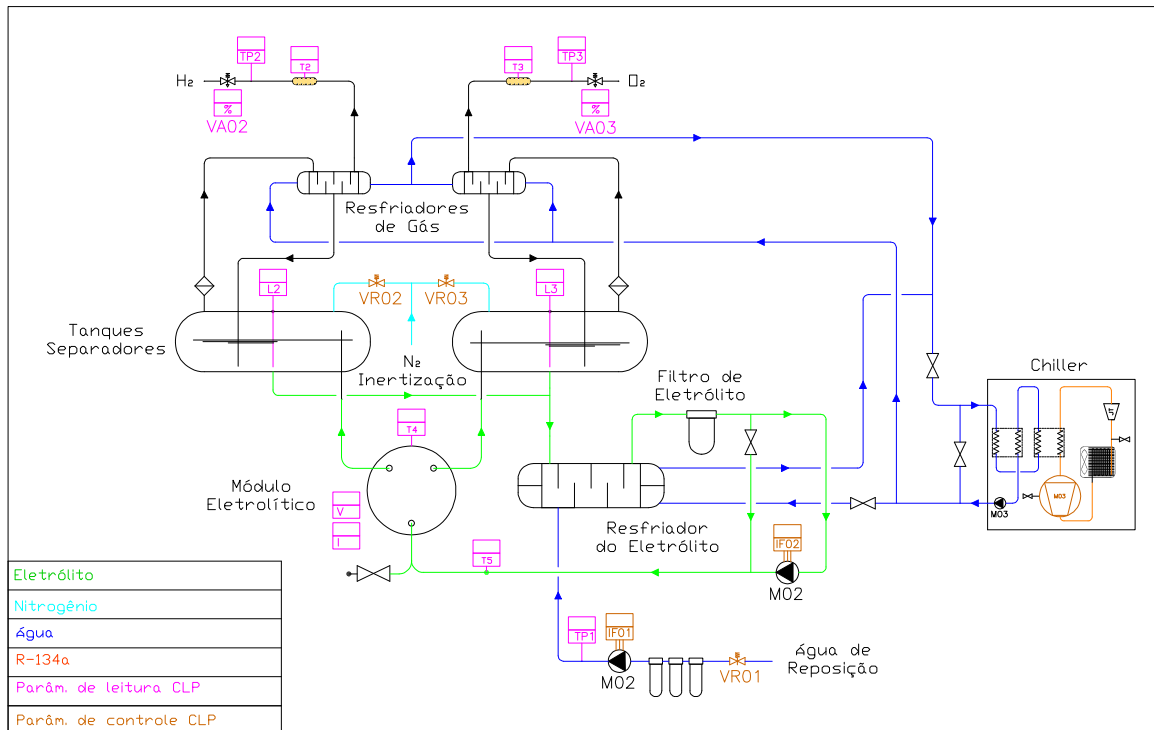 TP2
T2
H₂
%
VA02
T3
TP3
O₂
%
VA03
Resfriadores
de Gás
L2
L3
VR02
VR03
Tanques
Separadores
N₂
Inertização
Filtro de
Eletrólito
Chiller
T4
Módulo
Eletrolítico
V
I
M03
M03
Resfriador
do Eletrólito
T5
IF02
M02
Eletrólito
Nitrogênio
Água
R-134a
Parâm. de leitura CLP
Parâm. de controle CLP
TP1
IF01
M02
VR01
Água de
Reposição